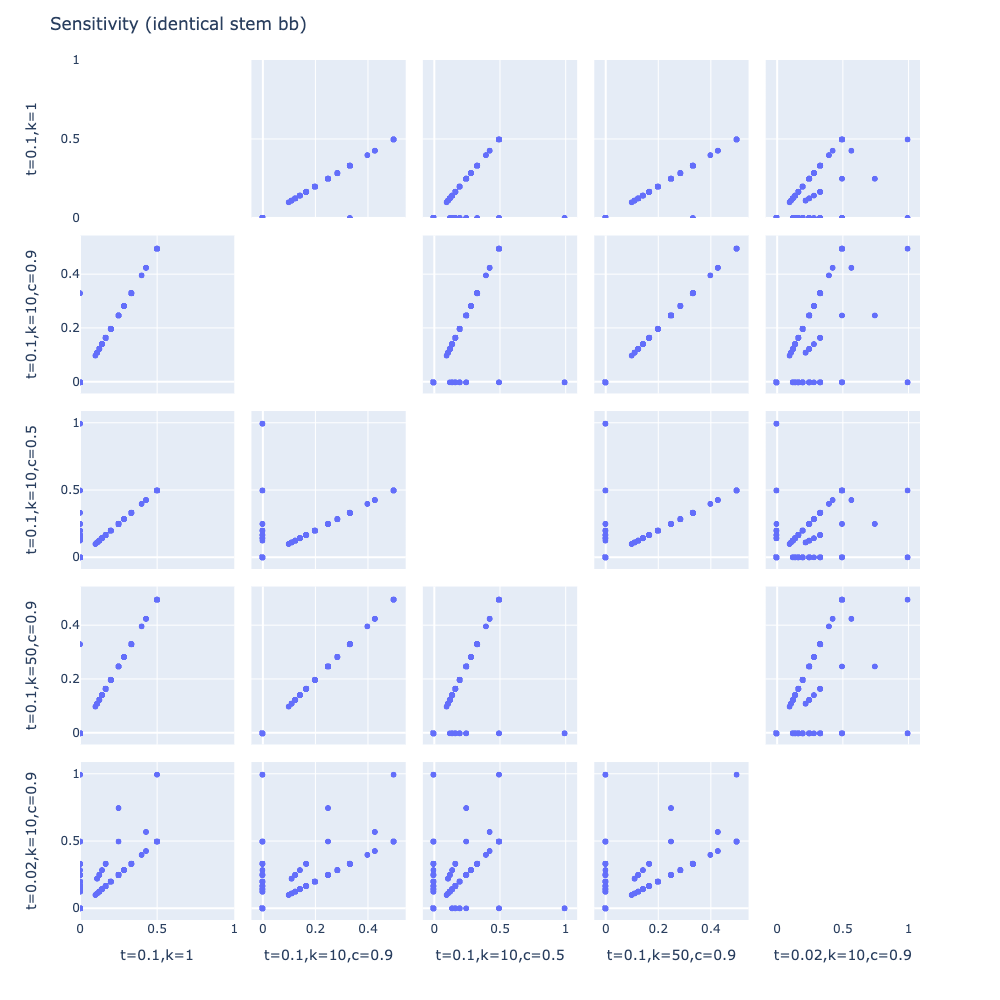 Sensitivity (identical stem bb)
1
0.5
0
t=0.1,k=1
0.4
0.2
0
t=0.1,k=10,c=0.9
1
0.5
0
t=0.1,k=10,c=0.5
0.4
0.2
0
t=0.1,k=50,c=0.9
1
0.5
0
t=0.02,k=10,c=0.9
0 0.5 1 0 0.2 0.4 0 0.5 1 0 0.2 0.4 0 0.5 1
t=0.1,k=1 t=0.1,k=10,c=0.9 t=0.1,k=10,c=0.5 t=0.1,k=50,c=0.9 t=0.02,k=10,c=0.9